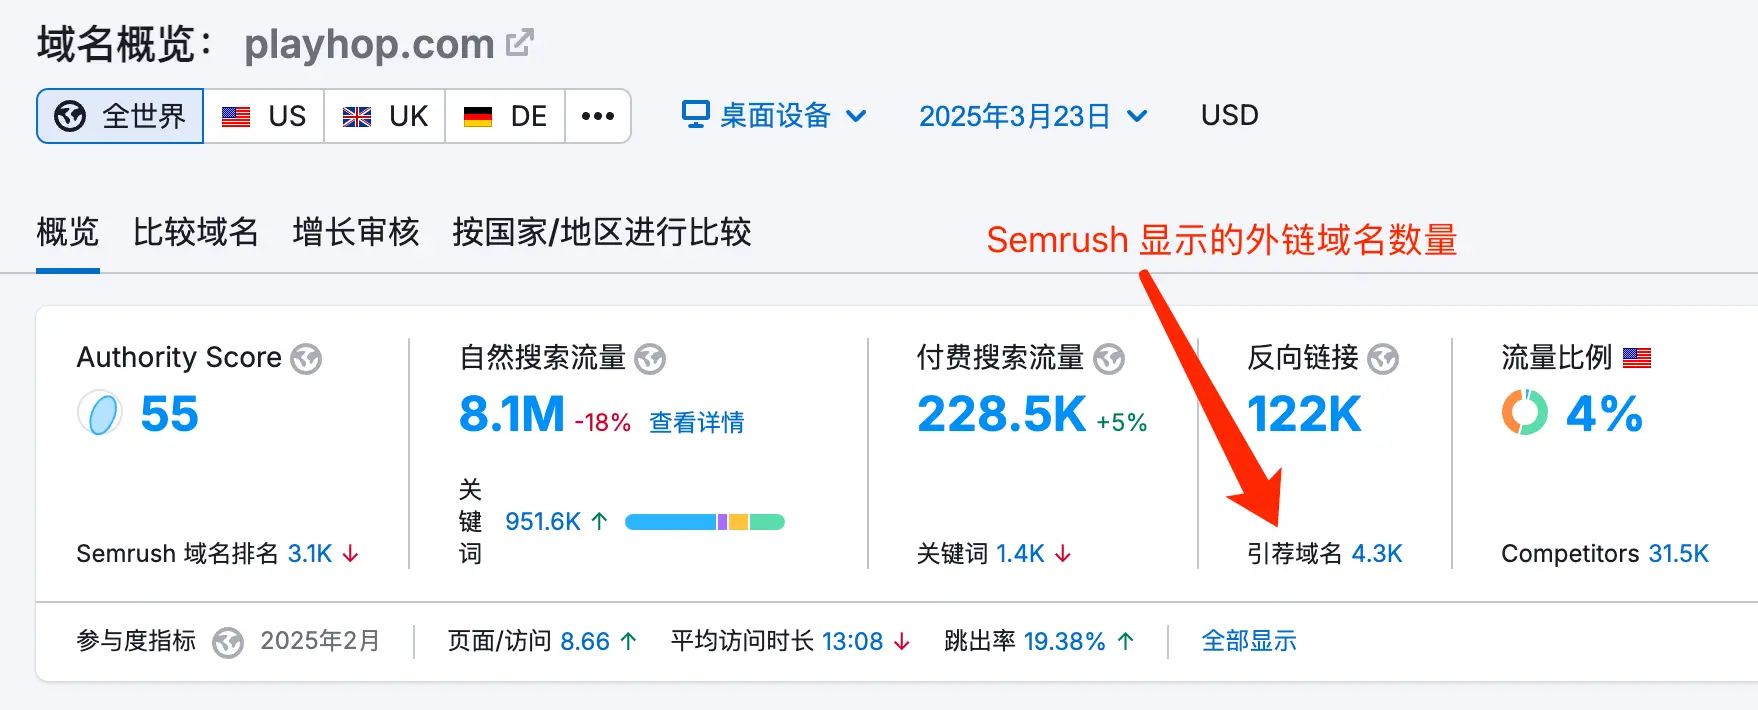 域名概览： playhop.com
全世界 US UK DE ••• 桌面设备 2025年3月23日 USD
概览 比较域名 增长审核 按国家/地区进行比较
Semrush 显示的外链域名数量
Authority Score
55
Semrush 域名排名 3.1K ↓
自然搜索流量
8.1M -18% 查看详情
关键词 951.6K ↑
付费搜索流量
228.5K +5%
关键词 1.4K ↓
反向链接
122K
引荐域名 4.3K
流量比例
4%
Competitors 31.5K
参与度指标 2025年2月 页面/访问 8.66 ↑ 平均访问时长 13:08 ↓ 跳出率 19.38% ↑ 全部显示